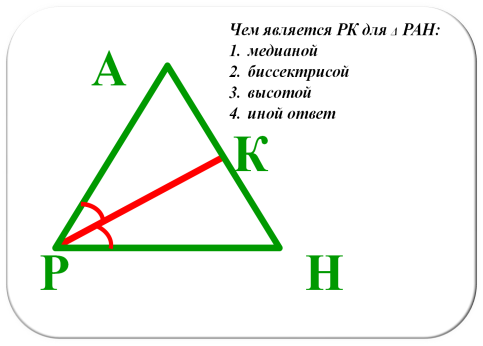 Чем является РК для Δ РАН:
1. медианой
2. биссектрисой
3. высотой
4. иной ответ
А
К
Р
Н